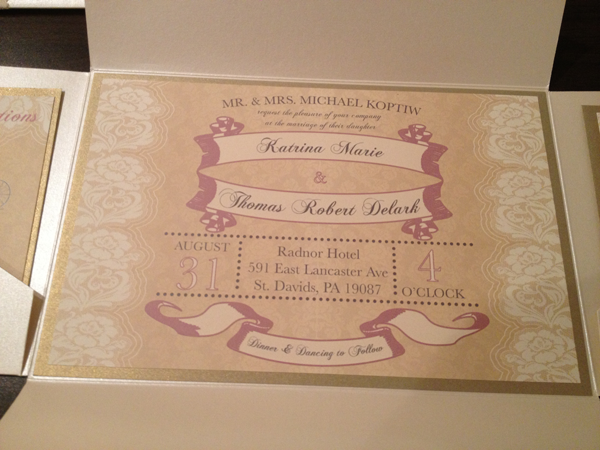 MR. & MRS. MICHAEL KOPTIW
request the pleasure of your company
at the marriage of their daughter
Katrina Marie
&
Thomas Robert Delark
AUGUST
31
Radnor Hotel
591 East Lancaster Ave
St. Davids, PA 19087
4
O'CLOCK
Dinner & Dancing to Follow